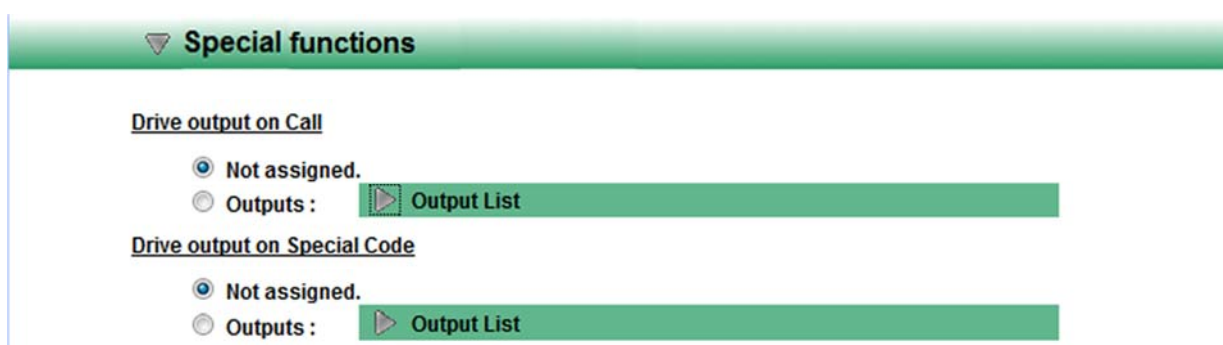 Special functions
Drive output on Call
Not assigned.
Outputs : Output List
Drive output on Special Code
Not assigned.
Outputs : Output List